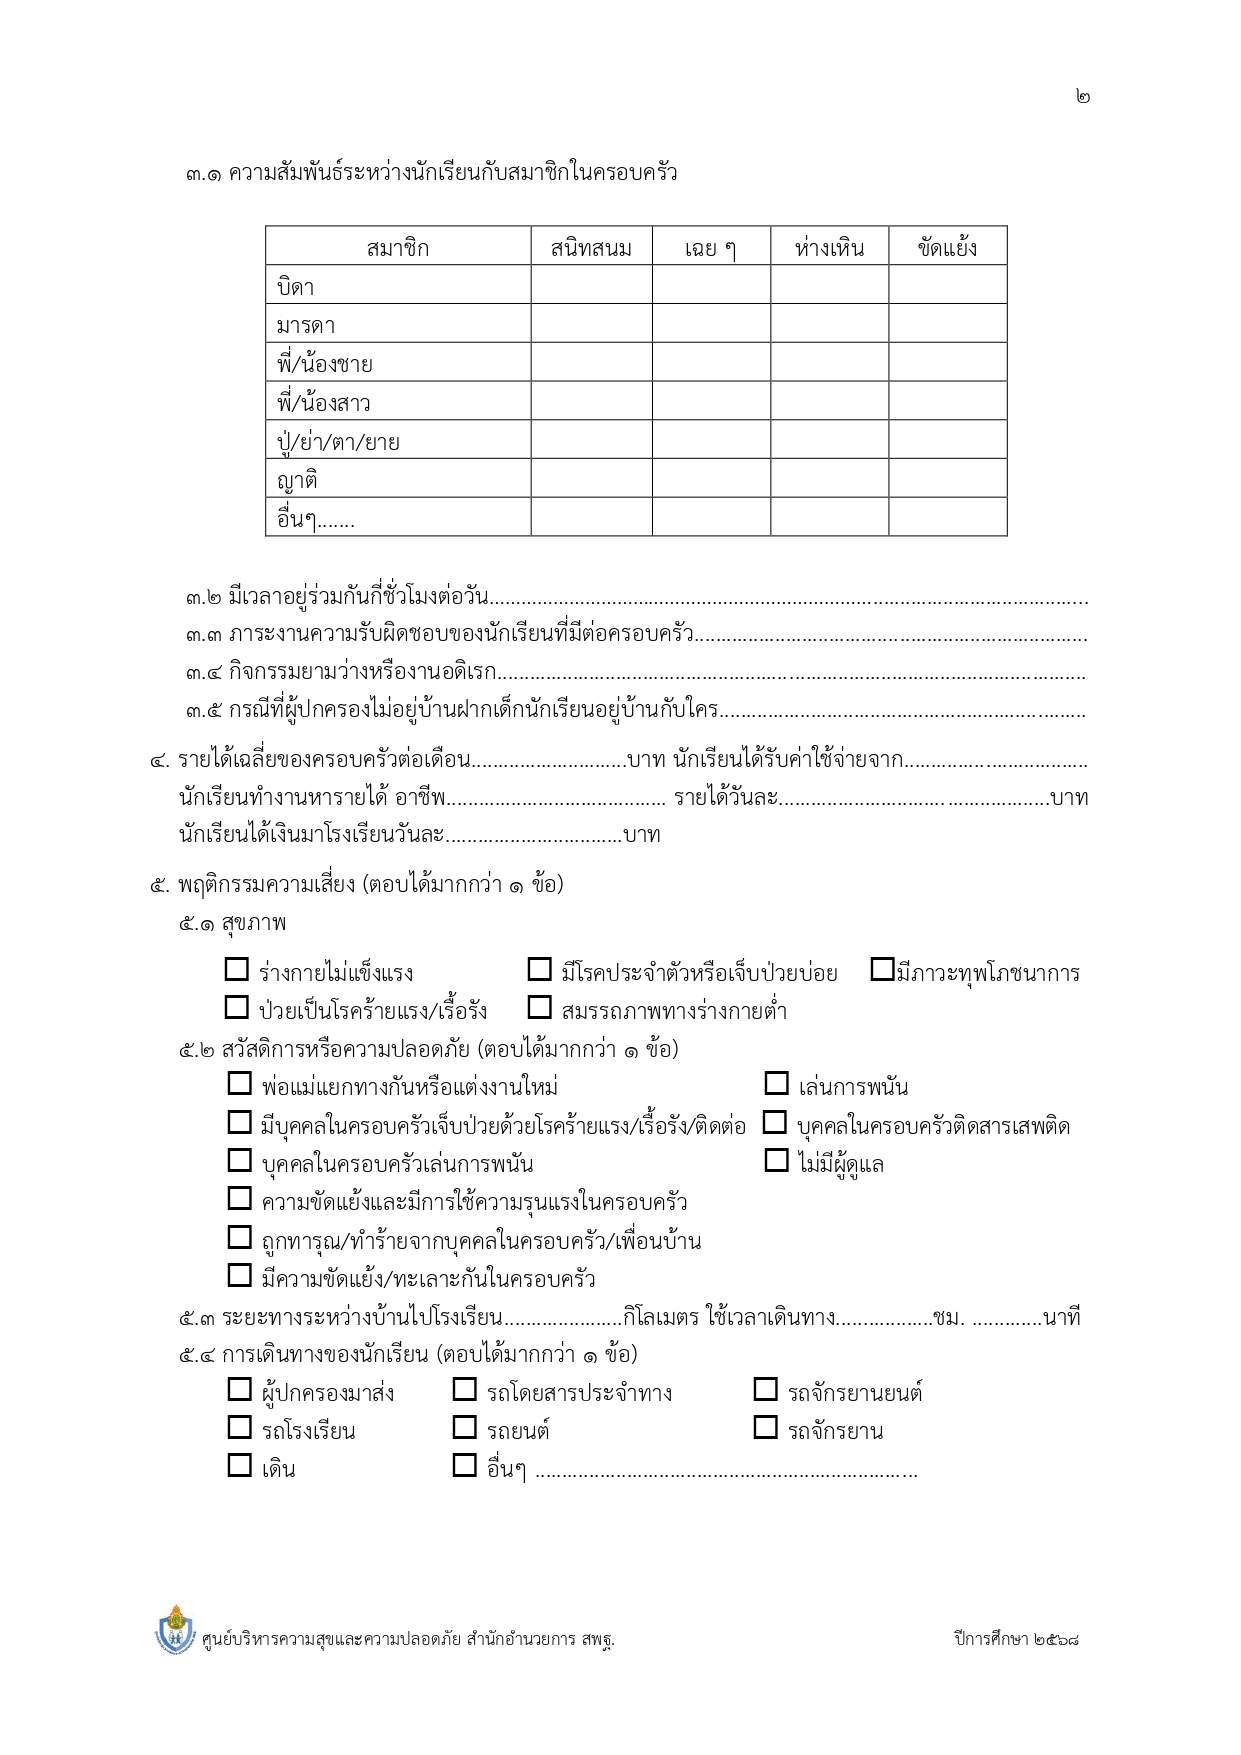 ๒
๓.๑ ความสัมพันธ์ระหว่างนักเรียนกับสมาชิกในครอบครัว
สมาชิก สนิทสนม เฉย ๆ ห่างเหิน ขัดแย้ง
บิดา
มารดา
พี่/น้องชาย
พี่/น้องสาว
ปู่/ย่า/ตา/ยาย
ญาติ
อื่นๆ.......
๓.๒ มีเวลาอยู่ร่วมกันกี่ชั่วโมงต่อวัน..............................................................................................................
๓.๓ ภาระงานความรับผิดชอบของนักเรียนที่มีต่อครอบครัว.........................................................................
๓.๔ กิจกรรมยามว่างหรืองานอดิเรก.............................................................................................................
๓.๕ กรณีที่ผู้ปกครองไม่อยู่บ้านฝากเด็กนักเรียนอยู่บ้านกับใคร....................................................................
๔. รายได้เฉลี่ยของครอบครัวต่อเดือน.............................บาท นักเรียนได้รับค่าใช้จ่ายจาก..................................
นักเรียนทำงานหารายได้ อาชีพ......................................... รายได้วันละ..................................................บาท
นักเรียนได้เงินมาโรงเรียนวันละ.................................บาท
๕. พฤติกรรมความเสี่ยง (ตอบได้มากกว่า ๑ ข้อ)
๕.๑ สุขภาพ
☐ ร่างกายไม่แข็งแรง ☐ มีโรคประจำตัวหรือเจ็บป่วยบ่อย ☐มีภาวะทุพโภชนาการ
☐ ป่วยเป็นโรคร้ายแรง/เรื้อรัง ☐ สมรรถภาพทางร่างกายต่ำ
๕.๒ สวัสดิการหรือความปลอดภัย (ตอบได้มากกว่า ๑ ข้อ)
☐ พ่อแม่แยกทางกันหรือแต่งงานใหม่ ☐ เล่นการพนัน
☐ มีบุคคลในครอบครัวเจ็บป่วยด้วยโรคร้ายแรง/เรื้อรัง/ติดต่อ ☐ บุคคลในครอบครัวติดสารเสพติด
☐ บุคคลในครอบครัวเล่นการพนัน ☐ ไม่มีผู้ดูแล
☐ ความขัดแย้งและมีการใช้ความรุนแรงในครอบครัว
☐ ถูกทารุณ/ทำร้ายจากบุคคลในครอบครัว/เพื่อนบ้าน
☐ มีความขัดแย้ง/ทะเลาะกันในครอบครัว
๕.๓ ระยะทางระหว่างบ้านไปโรงเรียน......................กิโลเมตร ใช้เวลาเดินทาง..................ชม. .............นาที
๕.๔ การเดินทางของนักเรียน (ตอบได้มากกว่า ๑ ข้อ)
☐ ผู้ปกครองมาส่ง ☐ รถโดยสารประจำทาง ☐ รถจักรยานยนต์
☐ รถโรงเรียน ☐ รถยนต์ ☐ รถจักรยาน
☐ เดิน ☐ อื่นๆ .......................................................................
ศูนย์บริหารความสุขและความปลอดภัย สำนักอำนวยการ สพฐ. ปีการศึกษา ๒๕๖๘